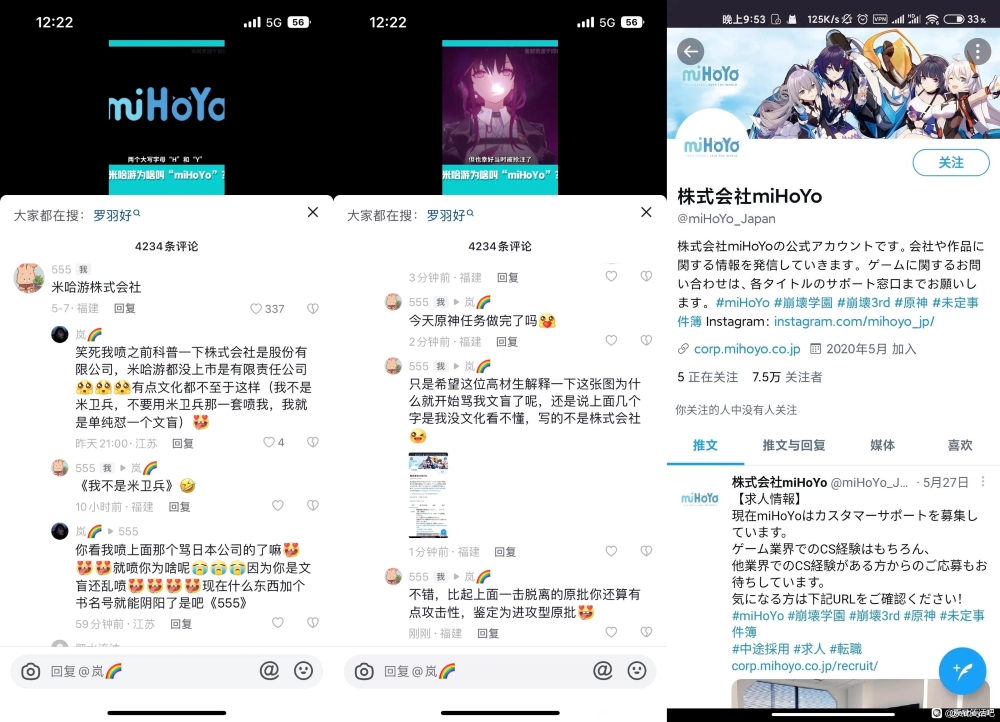 12:22
5G 56
miHoYo
两个大写字母“H”和“Y”
米哈游为啥叫“miHoYo”?
大家都在搜：罗羽好
4234条评论
555 我
米哈游株式会社
5-7·福建 回复
337
岚🌈
笑死我喷之前科普一下株式会社是股份有
限公司，米哈游都没上市是有限责任公司
🥺🥺🥺有点文化都不至于这样（我不是
米卫兵，不要用米卫兵那一套喷我，我就
是单纯怼一个文盲）
昨天21:00·江苏 回复
4
555 我 ▶ 岚🌈
《我不是米卫兵》🤣
10小时前·福建 回复
岚🌈 ▶ 555
你看我喷上面那个骂日本公司的了嘛
就喷你为啥呢😭😭😭因为你是文
盲还乱喷现在什么东西加个
书名号就能阴阳了是吧《555》
59分钟前·江苏 回复
回复@岚🌈
12:22
5G 56
但也幸好当时被抢注了
米哈游为啥叫“miHoYo”?
大家都在搜：罗羽好
4234条评论
3分钟前·福建 回复
555 我 ▶ 岚🌈
今天原神任务做完了吗
2分钟前·福建 回复
555 我 ▶ 岚🌈
只是希望这位高材生解释一下这张图为什
么就开始骂我文盲了呢，还是说上面几个
字是我没文化看不懂，写的不是株式会社
1分钟前·福建 回复
555 我 ▶ 岚🌈
不错，比起上面一击脱离的原批你还算有
点攻击性，鉴定为进攻型原批
刚刚·福建 回复
回复@岚🌈
晚上9:53
125K/s
VPN
33%
miHoYo
miHoYo
关注
株式会社miHoYo
@miHoYo_Japan
株式会社miHoYoの公式アカウントです。会社や作品に
関する情報を発信していきます。ゲームに関するお問
い合わせは、各タイトルのサポート窓口までお願いし
ます。#miHoYo #崩壊学園 #崩壊3rd #原神 #未定事
件簿 Instagram：instagram.com/mihoyo_jp/
corp.mihoyo.co.jp 2020年5月 加入
5 正在关注 7.5万 关注者
你关注的人中没有人关注
推文 推文与回复 媒体 喜欢
株式会社miHoYo @miHoYo_J... · 5月27日
miHoYo
【求人情報】
現在miHoYoはカスタマーサポートを募集し
ています。
ゲーム業界でのCS経験はもちろん、
他業界でのCS経験がある方からのご応募もお
待ちしています。
気になる方は下記URLをご確認ください！
#miHoYo #崩壊学園 #崩壊3rd #原神 #未定事
件簿
#中途採用 #求人 #転職
corp.mihoyo.co.jp/recruit/